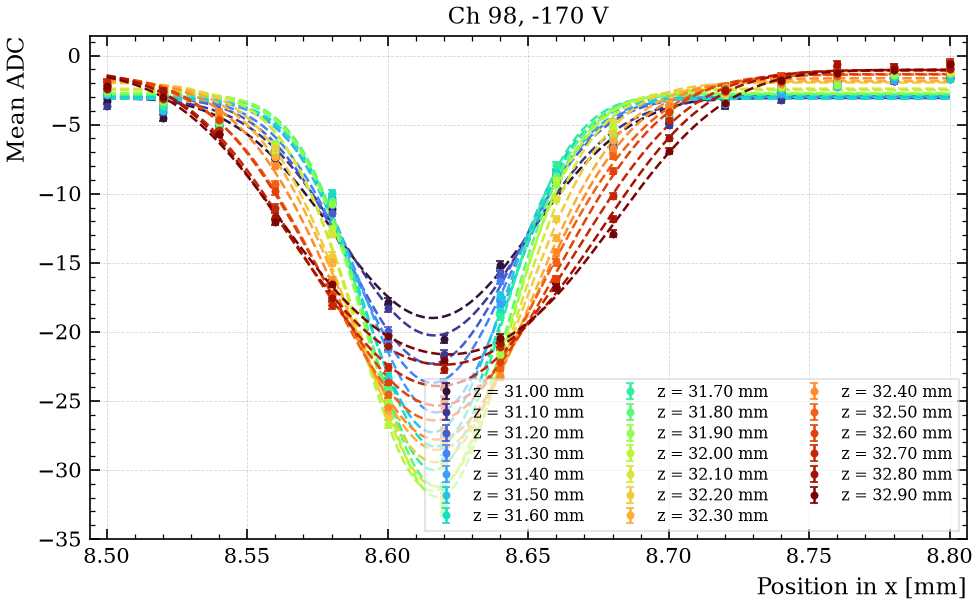 Ch 98, -170 V
Mean ADC
0
−5
−10
−15
−20
−25
−30
−35
z = 31.00 mm
z = 31.10 mm
z = 31.20 mm
z = 31.30 mm
z = 31.40 mm
z = 31.50 mm
z = 31.60 mm
z = 31.70 mm
z = 31.80 mm
z = 31.90 mm
z = 32.00 mm
z = 32.10 mm
z = 32.20 mm
z = 32.30 mm
z = 32.40 mm
z = 32.50 mm
z = 32.60 mm
z = 32.70 mm
z = 32.80 mm
z = 32.90 mm
8.50 8.55 8.60 8.65 8.70 8.75 8.80
Position in x [mm]